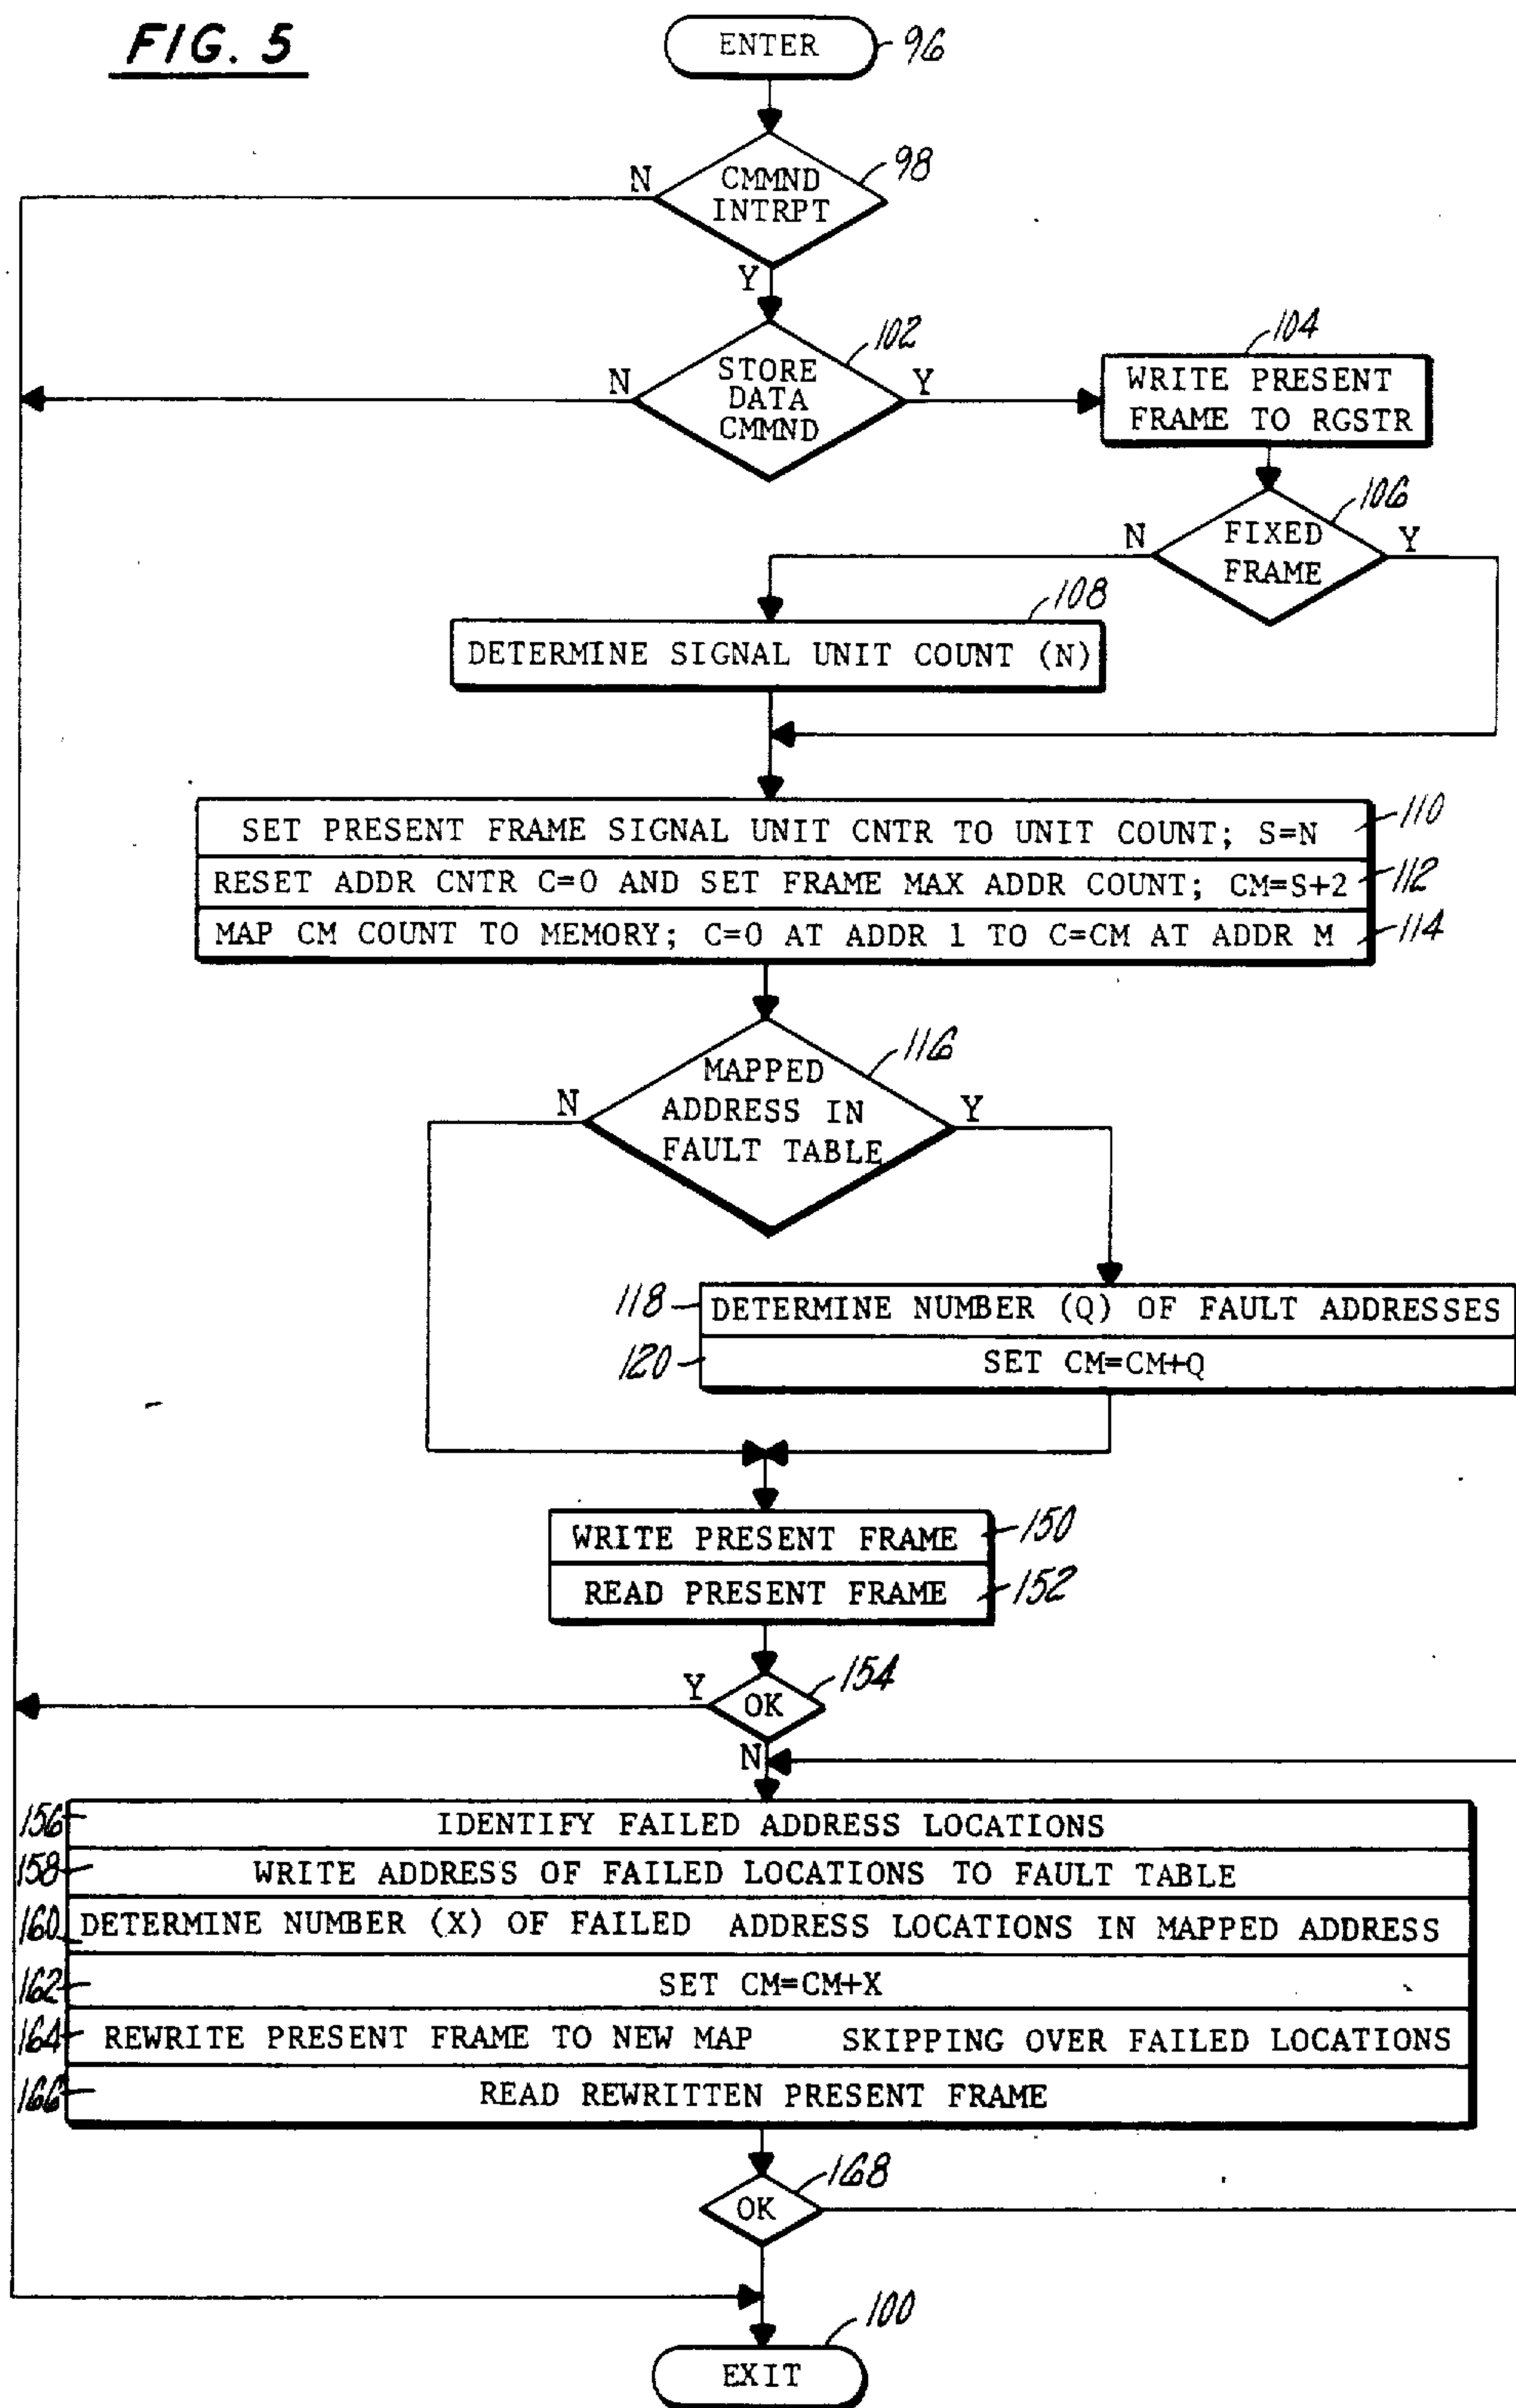 FIG. 5
ENTER
96
CMMND
INTRPT
98
N
Y
STORE
DATA
CMMND
102
N
Y
104
WRITE PRESENT
FRAME TO RGSTR
106
FIXED
FRAME
N
Y
108
DETERMINE SIGNAL UNIT COUNT (N)
SET PRESENT FRAME SIGNAL UNIT CNTR TO UNIT COUNT; S=N
110
RESET ADDR CNTR C=0 AND SET FRAME MAX ADDR COUNT; CM=S+2
112
MAP CM COUNT TO MEMORY; C=0 AT ADDR 1 TO C=CM AT ADDR M
114
116
MAPPED
ADDRESS IN
FAULT TABLE
N
Y
118
DETERMINE NUMBER (Q) OF FAULT ADDRESSES
120
SET CM=CM+Q
WRITE PRESENT FRAME
150
READ PRESENT FRAME
152
154
Y
OK
N
156
IDENTIFY FAILED ADDRESS LOCATIONS
158
WRITE ADDRESS OF FAILED LOCATIONS TO FAULT TABLE
160
DETERMINE NUMBER (X) OF FAILED ADDRESS LOCATIONS IN MAPPED ADDRESS
162
SET CM=CM+X
164
REWRITE PRESENT FRAME TO NEW MAP SKIPPING OVER FAILED LOCATIONS
166
READ REWRITTEN PRESENT FRAME
168
OK
100
EXIT